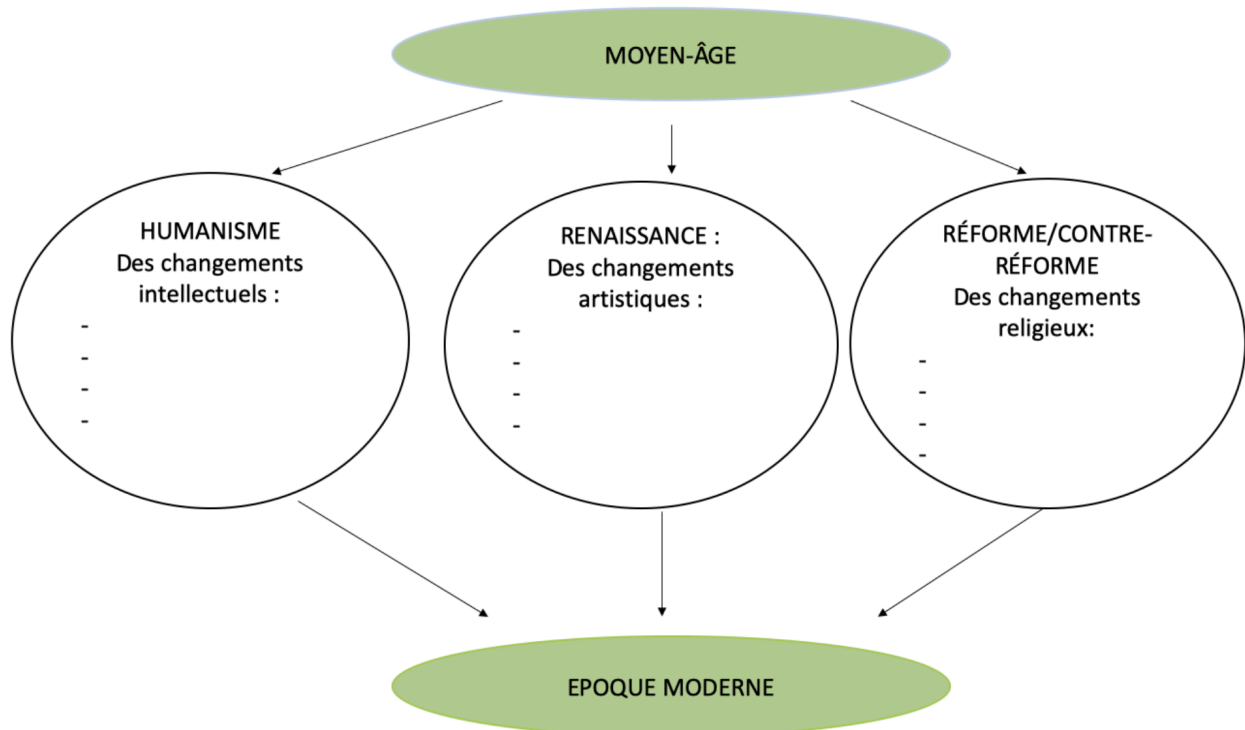 MOYEN-ÂGE
HUMANISME
Des changements
intellectuels :
-
-
-
-
RENAISSANCE :
Des changements
artistiques :
-
-
-
-
RÉFORME/CONTRE-
RÉFORME
Des changements
religieux:
-
-
-
-
EPOQUE MODERNE